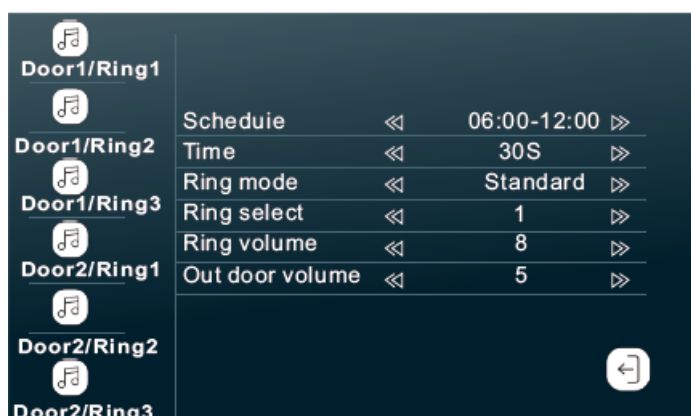 Door1/Ring1
Door1/Ring2
Door1/Ring3
Door2/Ring1
Door2/Ring2
Door2/Ring3
Scheduie 06:00-12:00
Time 30S
Ring mode Standard
Ring select 1
Ring volume 8
Out door volume 5